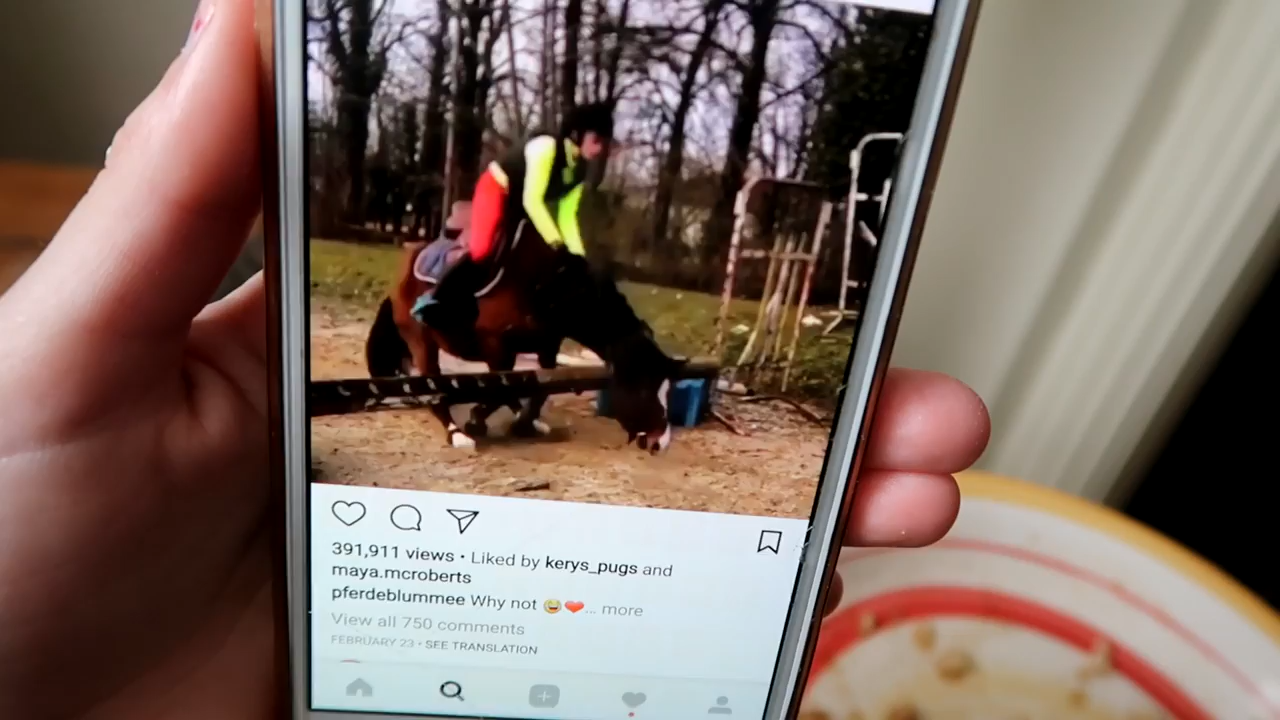 391,911 views • Liked by kerys_pugs and
maya.mcroberts
pferdeblummee Why not 😂❤️... more
View all 750 comments
FEBRUARY 23 • SEE TRANSLATION